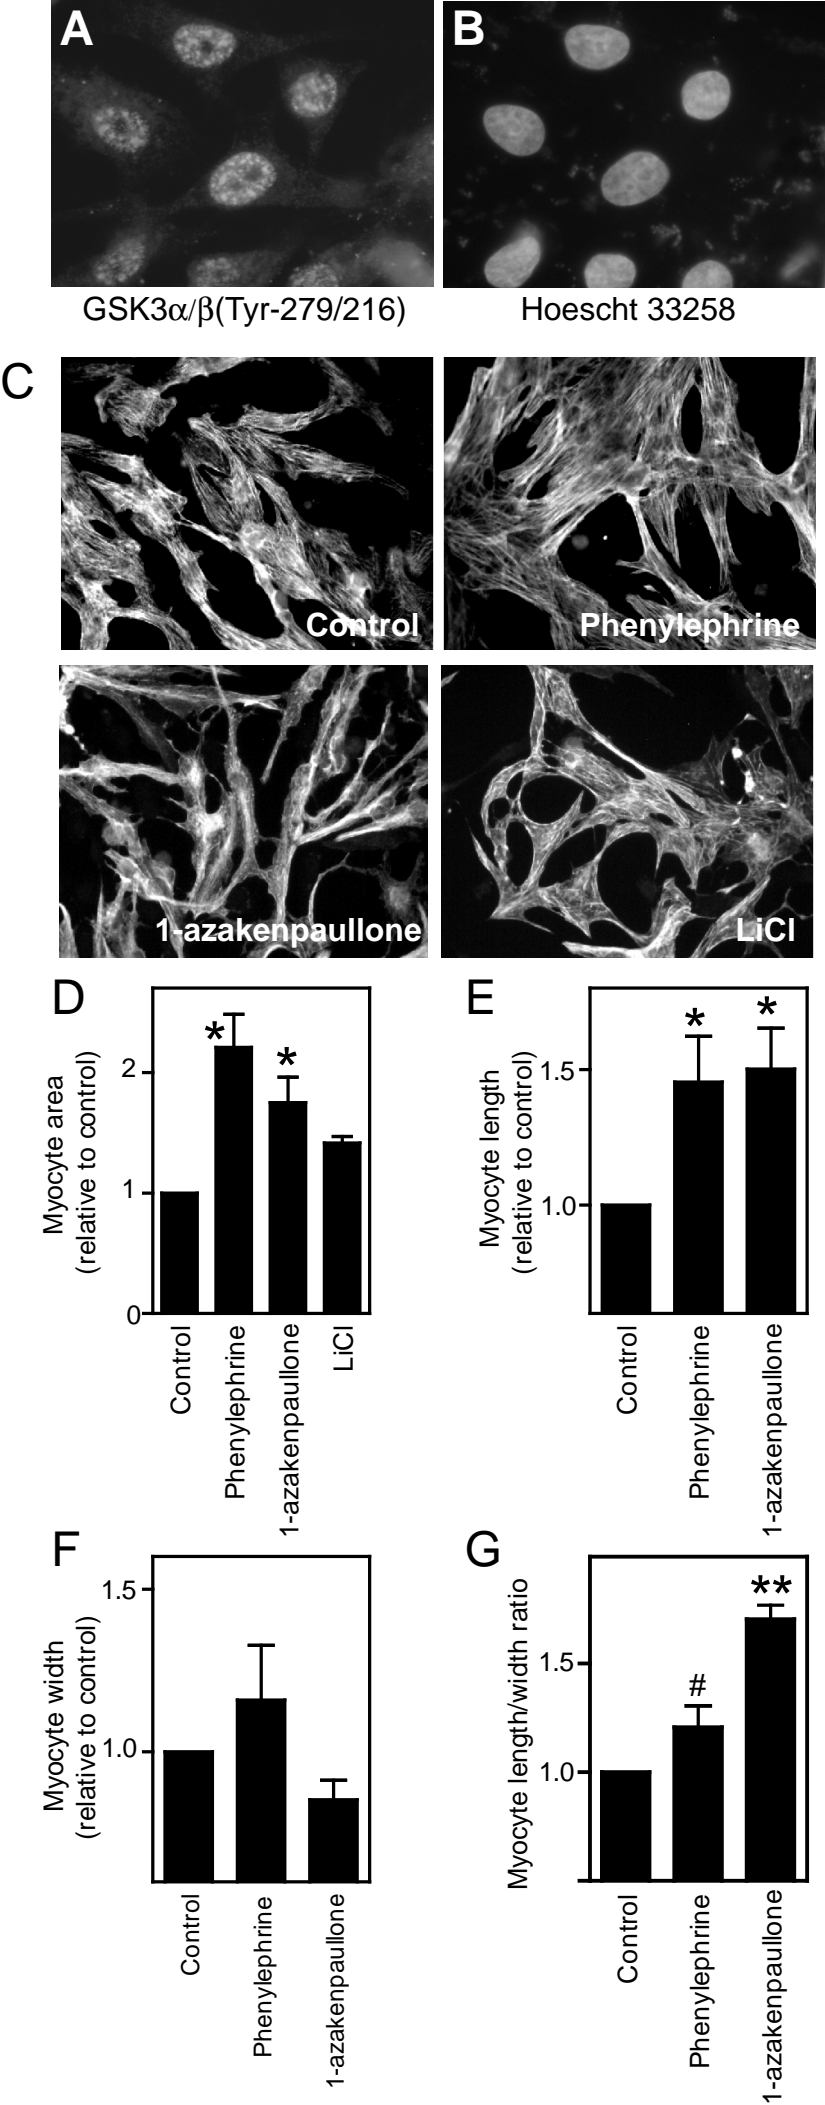 A
B
GSK3α/β(Tyr-279/216)
Hoescht 33258
C
Control
Phenylephrine
1-azakenpaullone
LiCl
D
Myocyte area
(relative to control)
2
1
0
*
*
Control
Phenylephrine
1-azakenpaullone
LiCl
E
Myocyte length
(relative to control)
1.5
1.0
*
*
Control
Phenylephrine
1-azakenpaullone
F
Myocyte width
(relative to control)
1.5
1.0
Control
Phenylephrine
1-azakenpaullone
G
Myocyte length/width ratio
1.5
1.0
#
**
Control
Phenylephrine
1-azakenpaullone